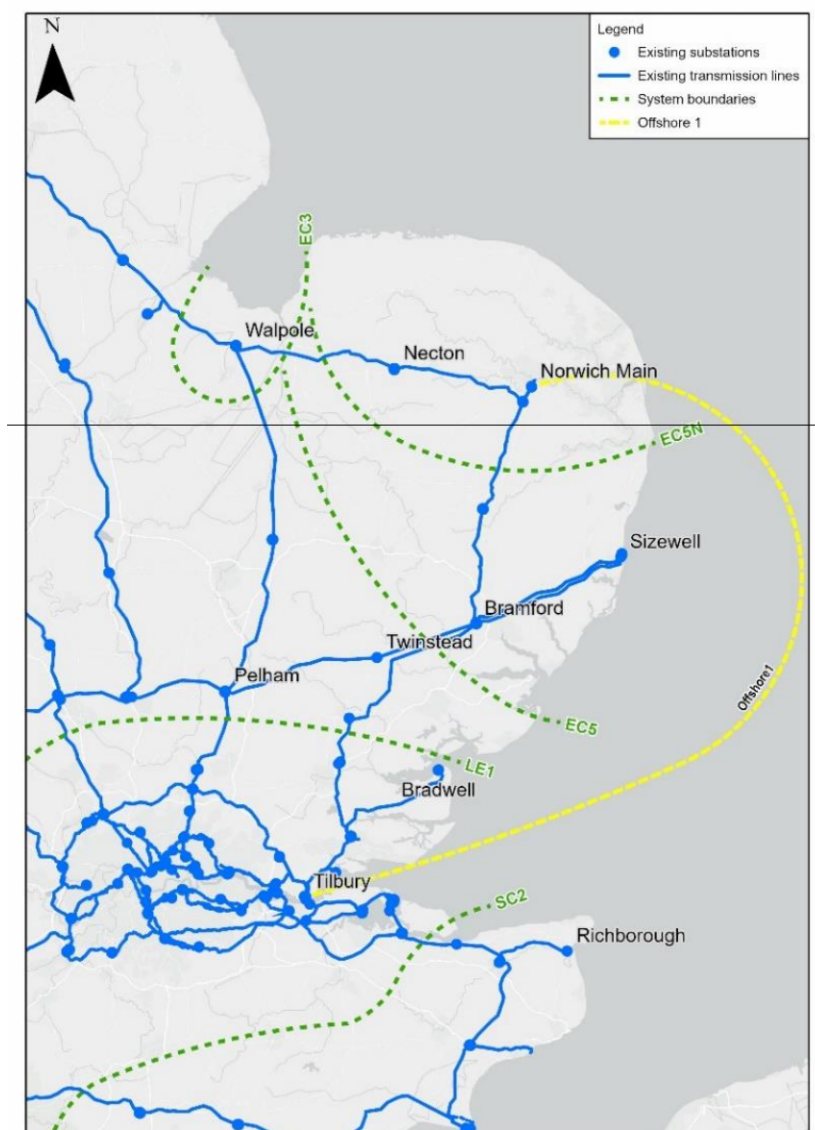 N
Legend
Existing substations
Existing transmission lines
System boundaries
Offshore 1
EC3
Walpole
Necton
Norwich Main
EC5N
Sizewell
Bramford
Twinstead
Pelham
Offshore1
EC5
LE1
Bradwell
Tilbury
SC2
Richborough